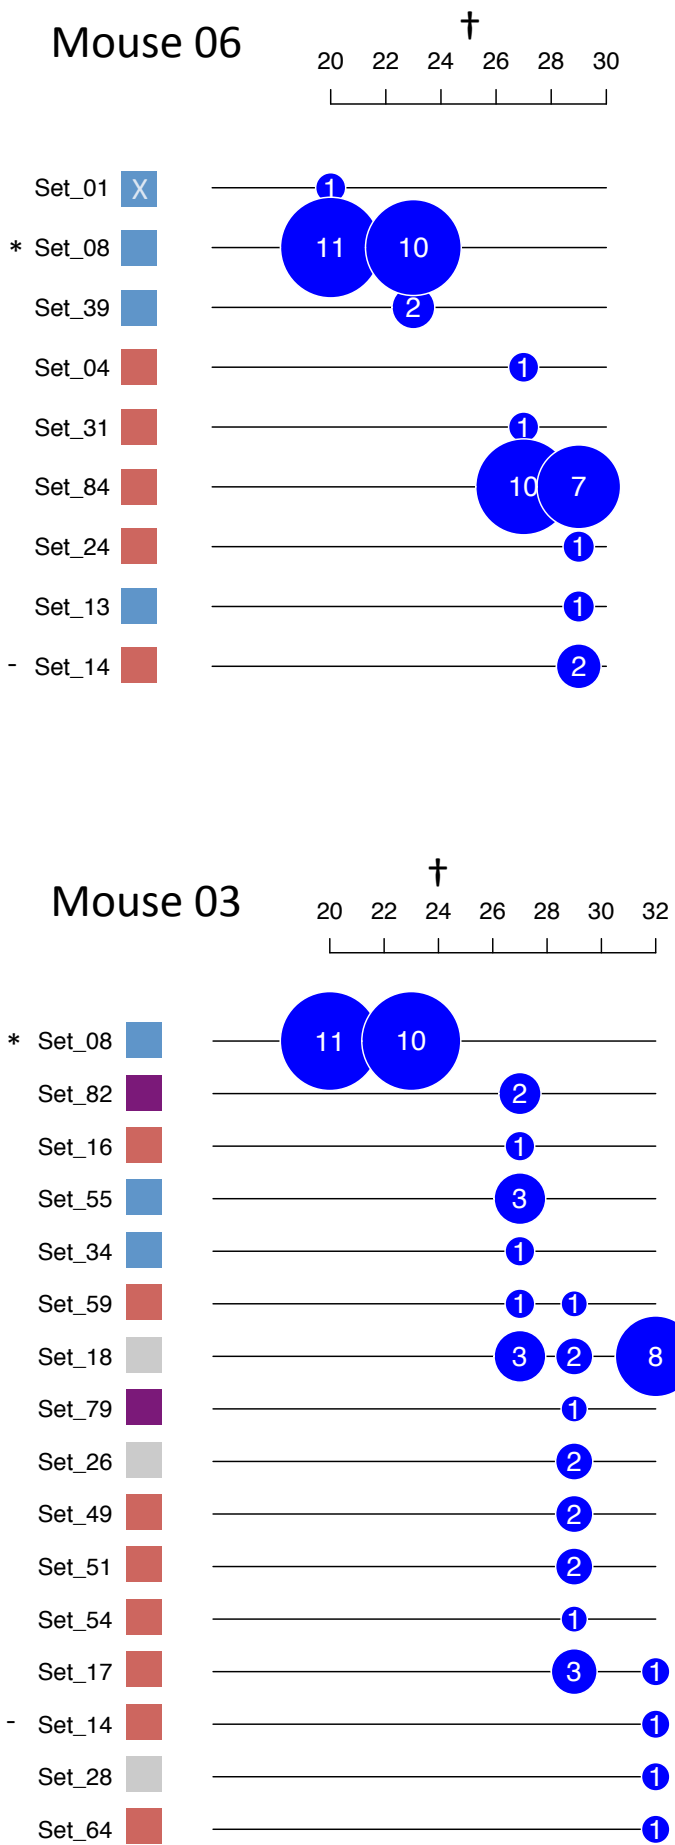 Mouse 06
†
20 22 24 26 28 30
Set_01 X 1
* Set_08 11 10
Set_39 2
Set_04 1
Set_31 1
Set_84 10 7
Set_24 1
Set_13 1
- Set_14 2
Mouse 03
†
20 22 24 26 28 30 32
* Set_08 11 10
Set_82 2
Set_16 1
Set_55 3
Set_34 1
Set_59 1 1
Set_18 3 2 8
Set_79 1
Set_26 2
Set_49 2
Set_51 2
Set_54 1
Set_17 3 1
- Set_14 1
Set_28 1
Set_64 1